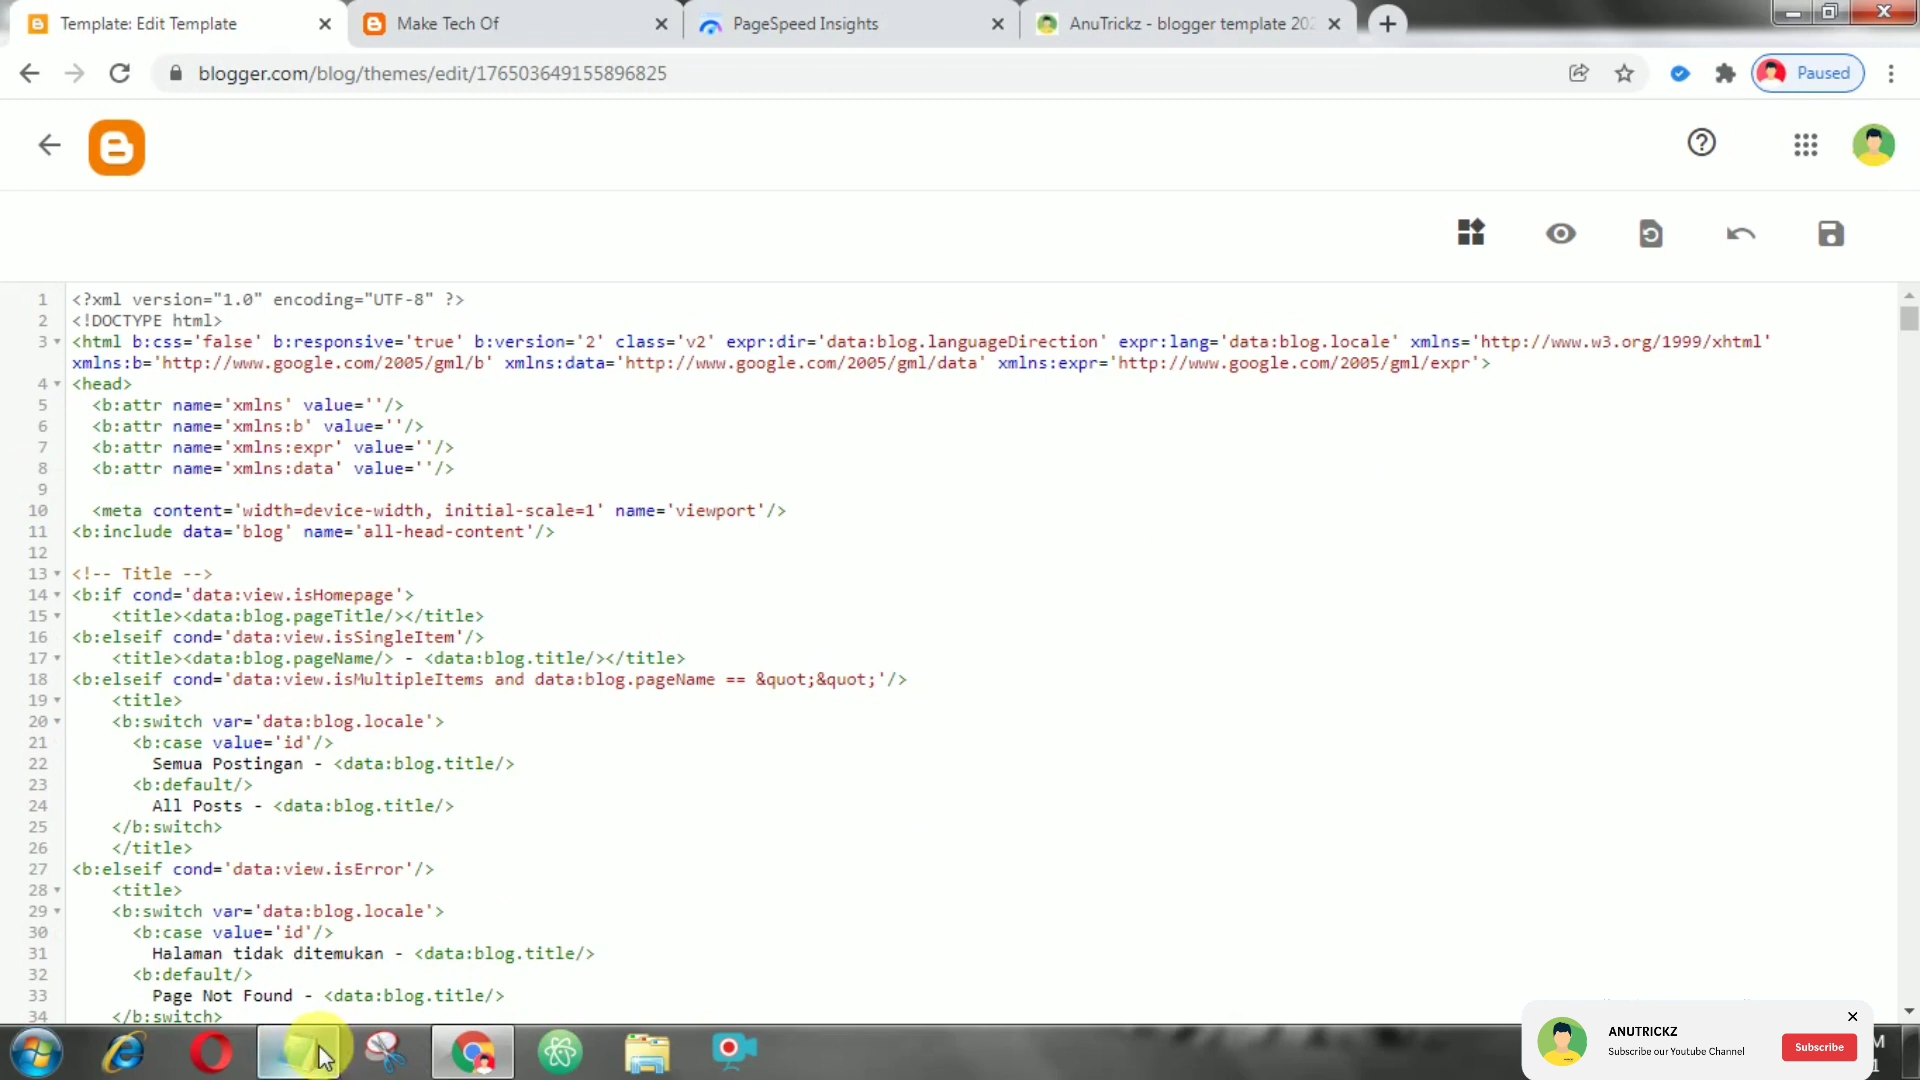 Template: Edit Template
Make Tech Of
PageSpeed Insights
AnuTrickz - blogger template 202
blogger.com/blog/themes/edit/176503649155896825
Paused
1 <?xml version="1.0" encoding="UTF-8" ?>
2 <!DOCTYPE html>
3 <html b:css='false' b:responsive='true' b:version='2' class='v2' expr:dir='data:blog.languageDirection' expr:lang='data:blog.locale' xmlns='http://www.w3.org/1999/xhtml'
xmlns:b='http://www.google.com/2005/gml/b' xmlns:data='http://www.google.com/2005/gml/data' xmlns:expr='http://www.google.com/2005/gml/expr'>
4 <head>
5 <b:attr name='xmlns' value=''/>
6 <b:attr name='xmlns:b' value=''/>
7 <b:attr name='xmlns:expr' value=''/>
8 <b:attr name='xmlns:data' value=''/>
9
10 <meta content='width=device-width, initial-scale=1' name='viewport'/>
11 <b:include data='blog' name='all-head-content'/>
12
13 <!-- Title -->
14 <b:if cond='data:view.isHomepage'>
15 <title><data:blog.pageTitle/></title>
16 <b:elseif cond='data:view.isSingleItem'/>
17 <title><data:blog.pageName/> - <data:blog.title/></title>
18 <b:elseif cond='data:view.isMultipleItems and data:blog.pageName == &quot;&quot;'/>
19 <title>
20 <b:switch var='data:blog.locale'>
21 <b:case value='id'/>
22 Semua Postingan - <data:blog.title/>
23 <b:default/>
24 All Posts - <data:blog.title/>
25 </b:switch>
26 </title>
27 <b:elseif cond='data:view.isError'/>
28 <title>
29 <b:switch var='data:blog.locale'>
30 <b:case value='id'/>
31 Halaman tidak ditemukan - <data:blog.title/>
32 <b:default/>
33 Page Not Found - <data:blog.title/>
34 </b:switch>
ANUTRICKZ
Subscribe our Youtube Channel
Subscribe